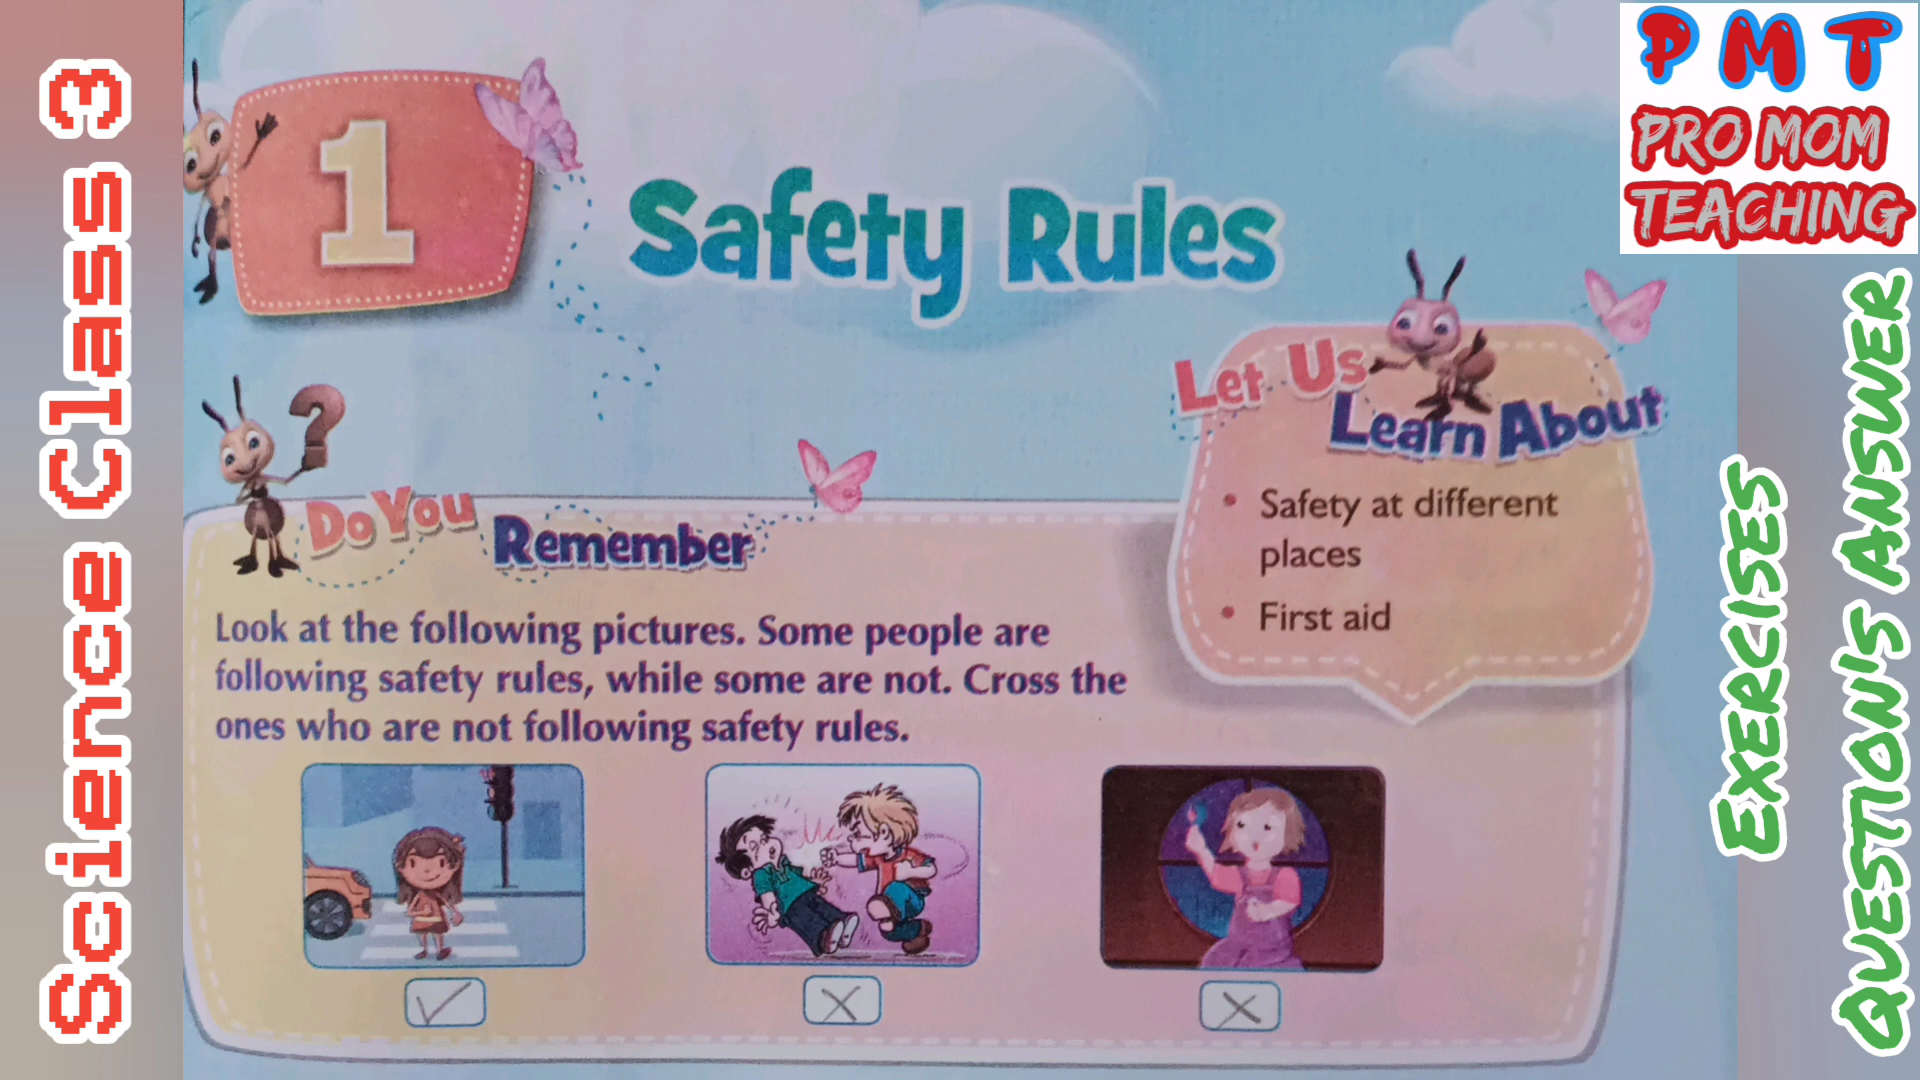 Science Class 3
1
Safety Rules
P M T
PRO MOM
TEACHING
Let Us
Learn About
• Safety at different
places
• First aid
?
Do You
Remember
Look at the following pictures. Some people are
following safety rules, while some are not. Cross the
ones who are not following safety rules.
EXERCISES
QUESTION'S ANSWER